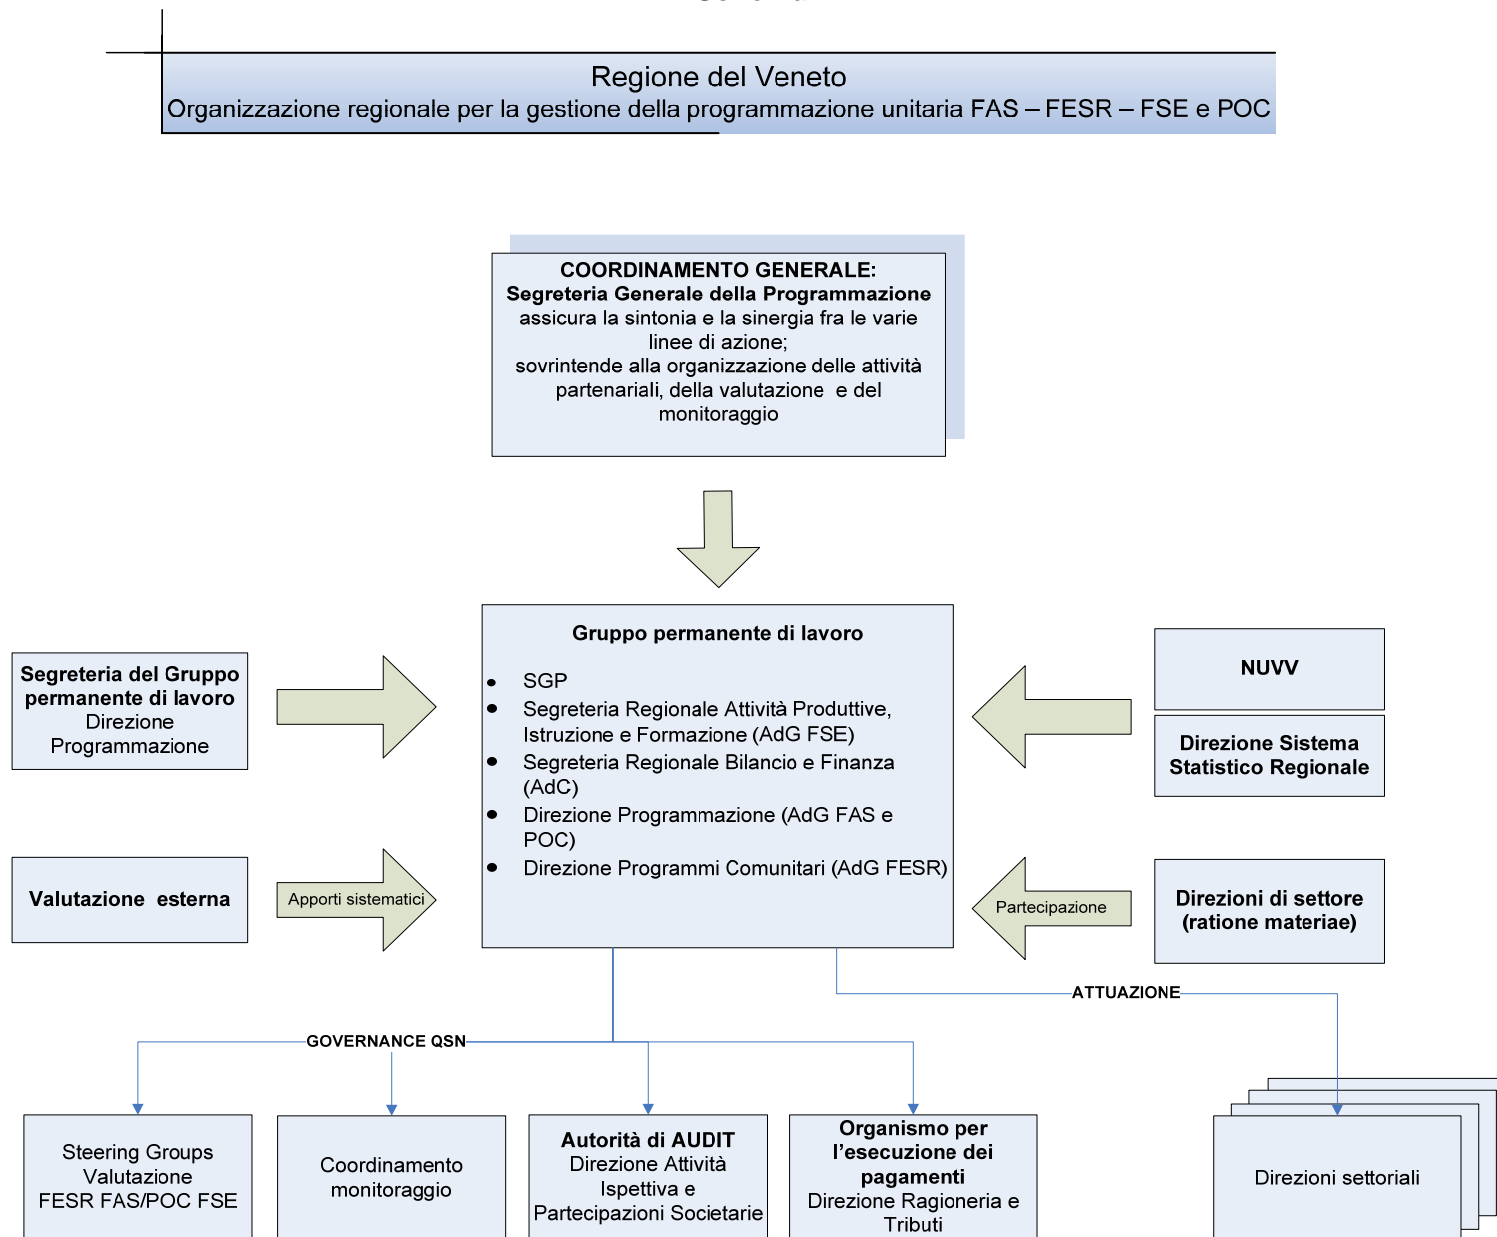 Regione del Veneto
Organizzazione regionale per la gestione della programmazione unitaria FAS – FESR – FSE e POC
COORDINAMENTO GENERALE:
Segreteria Generale della Programmazione
assicura la sintonia e la sinergia fra le varie
linee di azione;
sovrintende alla organizzazione delle attività
partenariali, della valutazione e del
monitoraggio
Segreteria del Gruppo
permanente di lavoro
Direzione
Programmazione
Gruppo permanente di lavoro
• SGP
• Segreteria Regionale Attività Produttive,
Istruzione e Formazione (AdG FSE)
• Segreteria Regionale Bilancio e Finanza
(AdC)
• Direzione Programmazione (AdG FAS e
POC)
• Direzione Programmi Comunitari (AdG FESR)
NUVV
Direzione Sistema
Statistico Regionale
Valutazione esterna
Apporti sistematici
Partecipazione
Direzioni di settore
(ratione materiae)
ATTUAZIONE
GOVERNANCE QSN
Steering Groups
Valutazione
FESR FAS/POC FSE
Coordinamento
monitoraggio
Autorità di AUDIT
Direzione Attività
Ispettiva e
Partecipazioni Societarie
Organismo per
l'esecuzione dei
pagamenti
Direzione Ragioneria e
Tributi
Direzioni settoriali